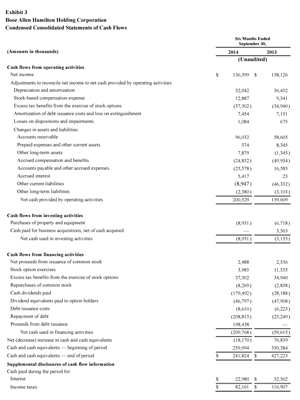 Exhibit 3
Booz Allen Hamilton Holding Corporation
Condensed Consolidated Statements of Cash Flows
Six Months Ended
September 30,
(Amounts in thousands) 2014 2013
(Unaudited)
Cash flows from operating activities
Net income $ 136,399 $ 138,126
Adjustments to reconcile net income to net cash provided by operating activities:
Depreciation and amortization 32,042 36,432
Stock-based compensation expense 12,887 9,341
Excess tax benefits from the exercise of stock options (37,302) (34,940)
Amortization of debt issuance costs and loss on extinguishment 7,454 7,151
Losses on dispositions and impairments 1,084 675
Changes in assets and liabilities:
Accounts receivable 96,032 58,605
Prepaid expenses and other current assets 374 8,345
Other long-term assets 7,879 (1,345)
Accrued compensation and benefits (24,832) (49,954)
Accounts payable and other accrued expenses (25,578) 16,585
Accrued interest 5,417 23
Other current liabilities (8,947) (46,332)
Other long-term liabilities (2,380) (3,103)
Net cash provided by operating activities 200,529 139,609
Cash flows from investing activities
Purchases of property and equipment (8,931) (6,718)
Cash paid for business acquisitions, net of cash acquired — 3,563
Net cash used in investing activities (8,931) (3,155)
Cash flows from financing activities
Net proceeds from issuance of common stock 2,488 2,536
Stock option exercises 3,985 11,335
Excess tax benefits from the exercise of stock options 37,302 34,940
Repurchases of common stock (8,269) (2,858)
Cash dividends paid (179,492) (28,188)
Dividend equivalents paid to option holders (46,797) (47,908)
Debt issuance costs (8,610) (6,223)
Repayment of debt (208,813) (23,249)
Proceeds from debt issuance 198,438 —
Net cash used in financing activities (209,768) (59,615)
Net (decrease) increase in cash and cash equivalents (18,170) 76,839
Cash and cash equivalents — beginning of period 259,994 350,384
Cash and cash equivalents — end of period $ 241,824 $ 427,223
Supplemental disclosures of cash flow information
Cash paid during the period for:
Interest $ 22,980 $ 32,502
Income taxes $ 82,161 $ 116,907